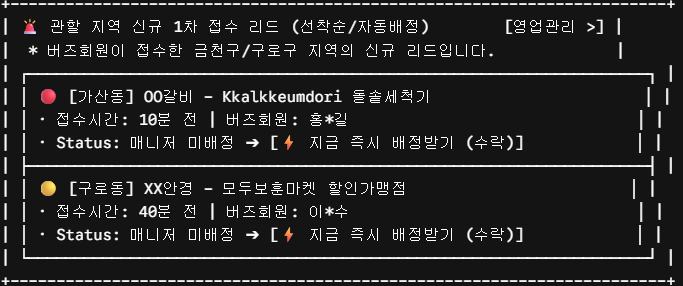 🚨 관할 지역 신규 1차 접수 리드 (선착순/자동배정) [영업관리 >]
* 버즈회원이 접수한 금천구/구로구 지역의 신규 리드입니다.
🔴 [가산동] OO갈비 - Kkalkkeumdori 돌솥세척기
· 접수시간: 10분 전 | 버즈회원: 홍*길
· Status: 매니저 미배정 ➔ [⚡ 지금 즉시 배정받기 (수락)]
🟡 [구로동] XX안경 - 모두보훈마켓 할인가맹점
· 접수시간: 40분 전 | 버즈회원: 이*수
· Status: 매니저 미배정 ➔ [⚡ 지금 즉시 배정받기 (수락)]